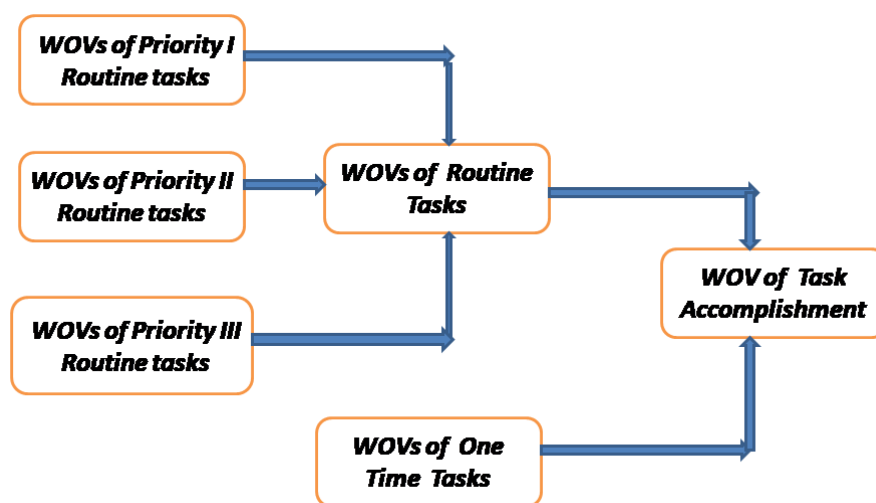 WOVs of Priority I
Routine tasks
WOVs of Priority II
Routine tasks
WOVs of Routine
Tasks
WOV of Task
Accomplishment
WOVs of Priority III
Routine tasks
WOVs of One
Time Tasks